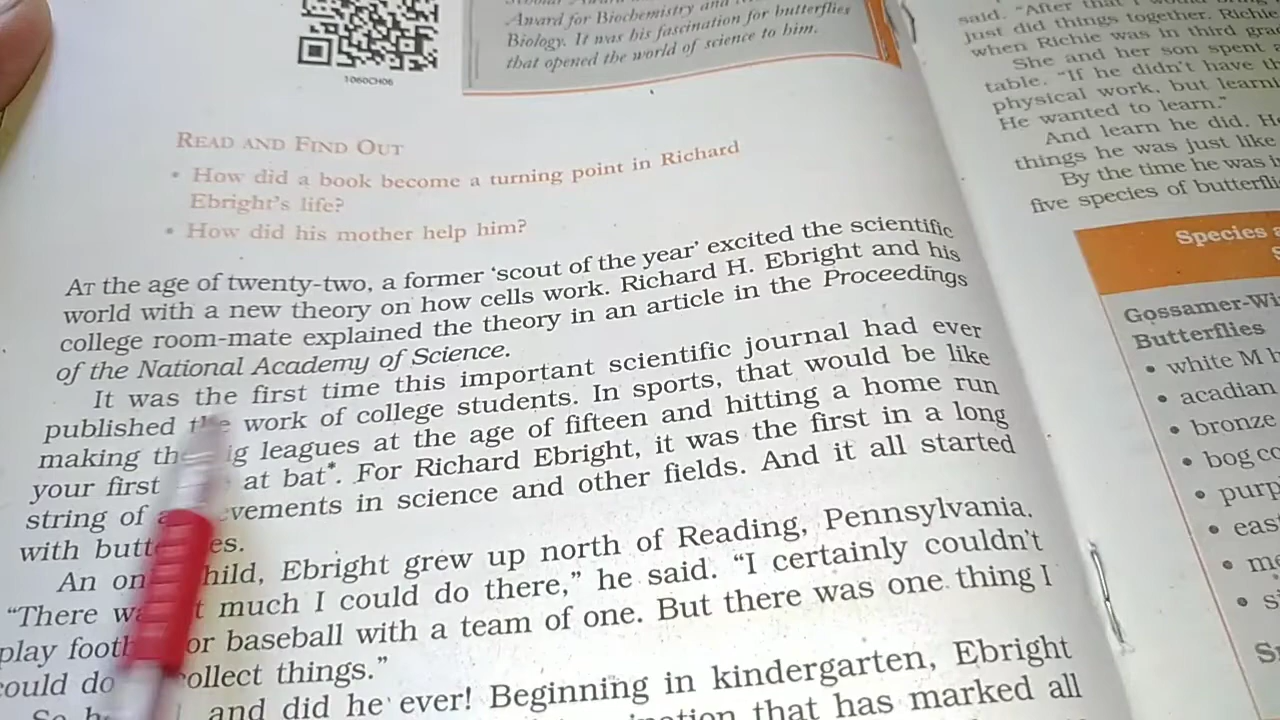 Award for Biochemistry and
Biology. It was his fascination for butterflies
that opened the world of science to him.
1060CH06
READ AND FIND OUT
• How did a book become a turning point in Richard
Ebright's life?
• How did his mother help him?
AT the age of twenty-two, a former 'scout of the year' excited the scientific
world with a new theory on how cells work. Richard H. Ebright and his
college room-mate explained the theory in an article in the Proceedings
of the National Academy of Science.
It was the first time this important scientific journal had ever
published the work of college students. In sports, that would be like
making the big leagues at the age of fifteen and hitting a home run
your first at bat*. For Richard Ebright, it was the first in a long
string of achievements in science and other fields. And it all started
with butterflies.
An only child, Ebright grew up north of Reading, Pennsylvania.
"There wasn't much I could do there," he said. "I certainly couldn't
play football or baseball with a team of one. But there was one thing I
could do collect things."
So he and did he ever! Beginning in kindergarten, Ebright
that has marked all
said. "After that I would
just did things together. Richie
when Richie was in third
She and her son spent
table. "If he didn't have
physical work, but
He wanted to learn."
And learn he did.
things he was just like
By the time he was
five species of
Species
Gossamer-
Butterflies
• white M
• acadian
• bronze
• bog
•
•
•
•